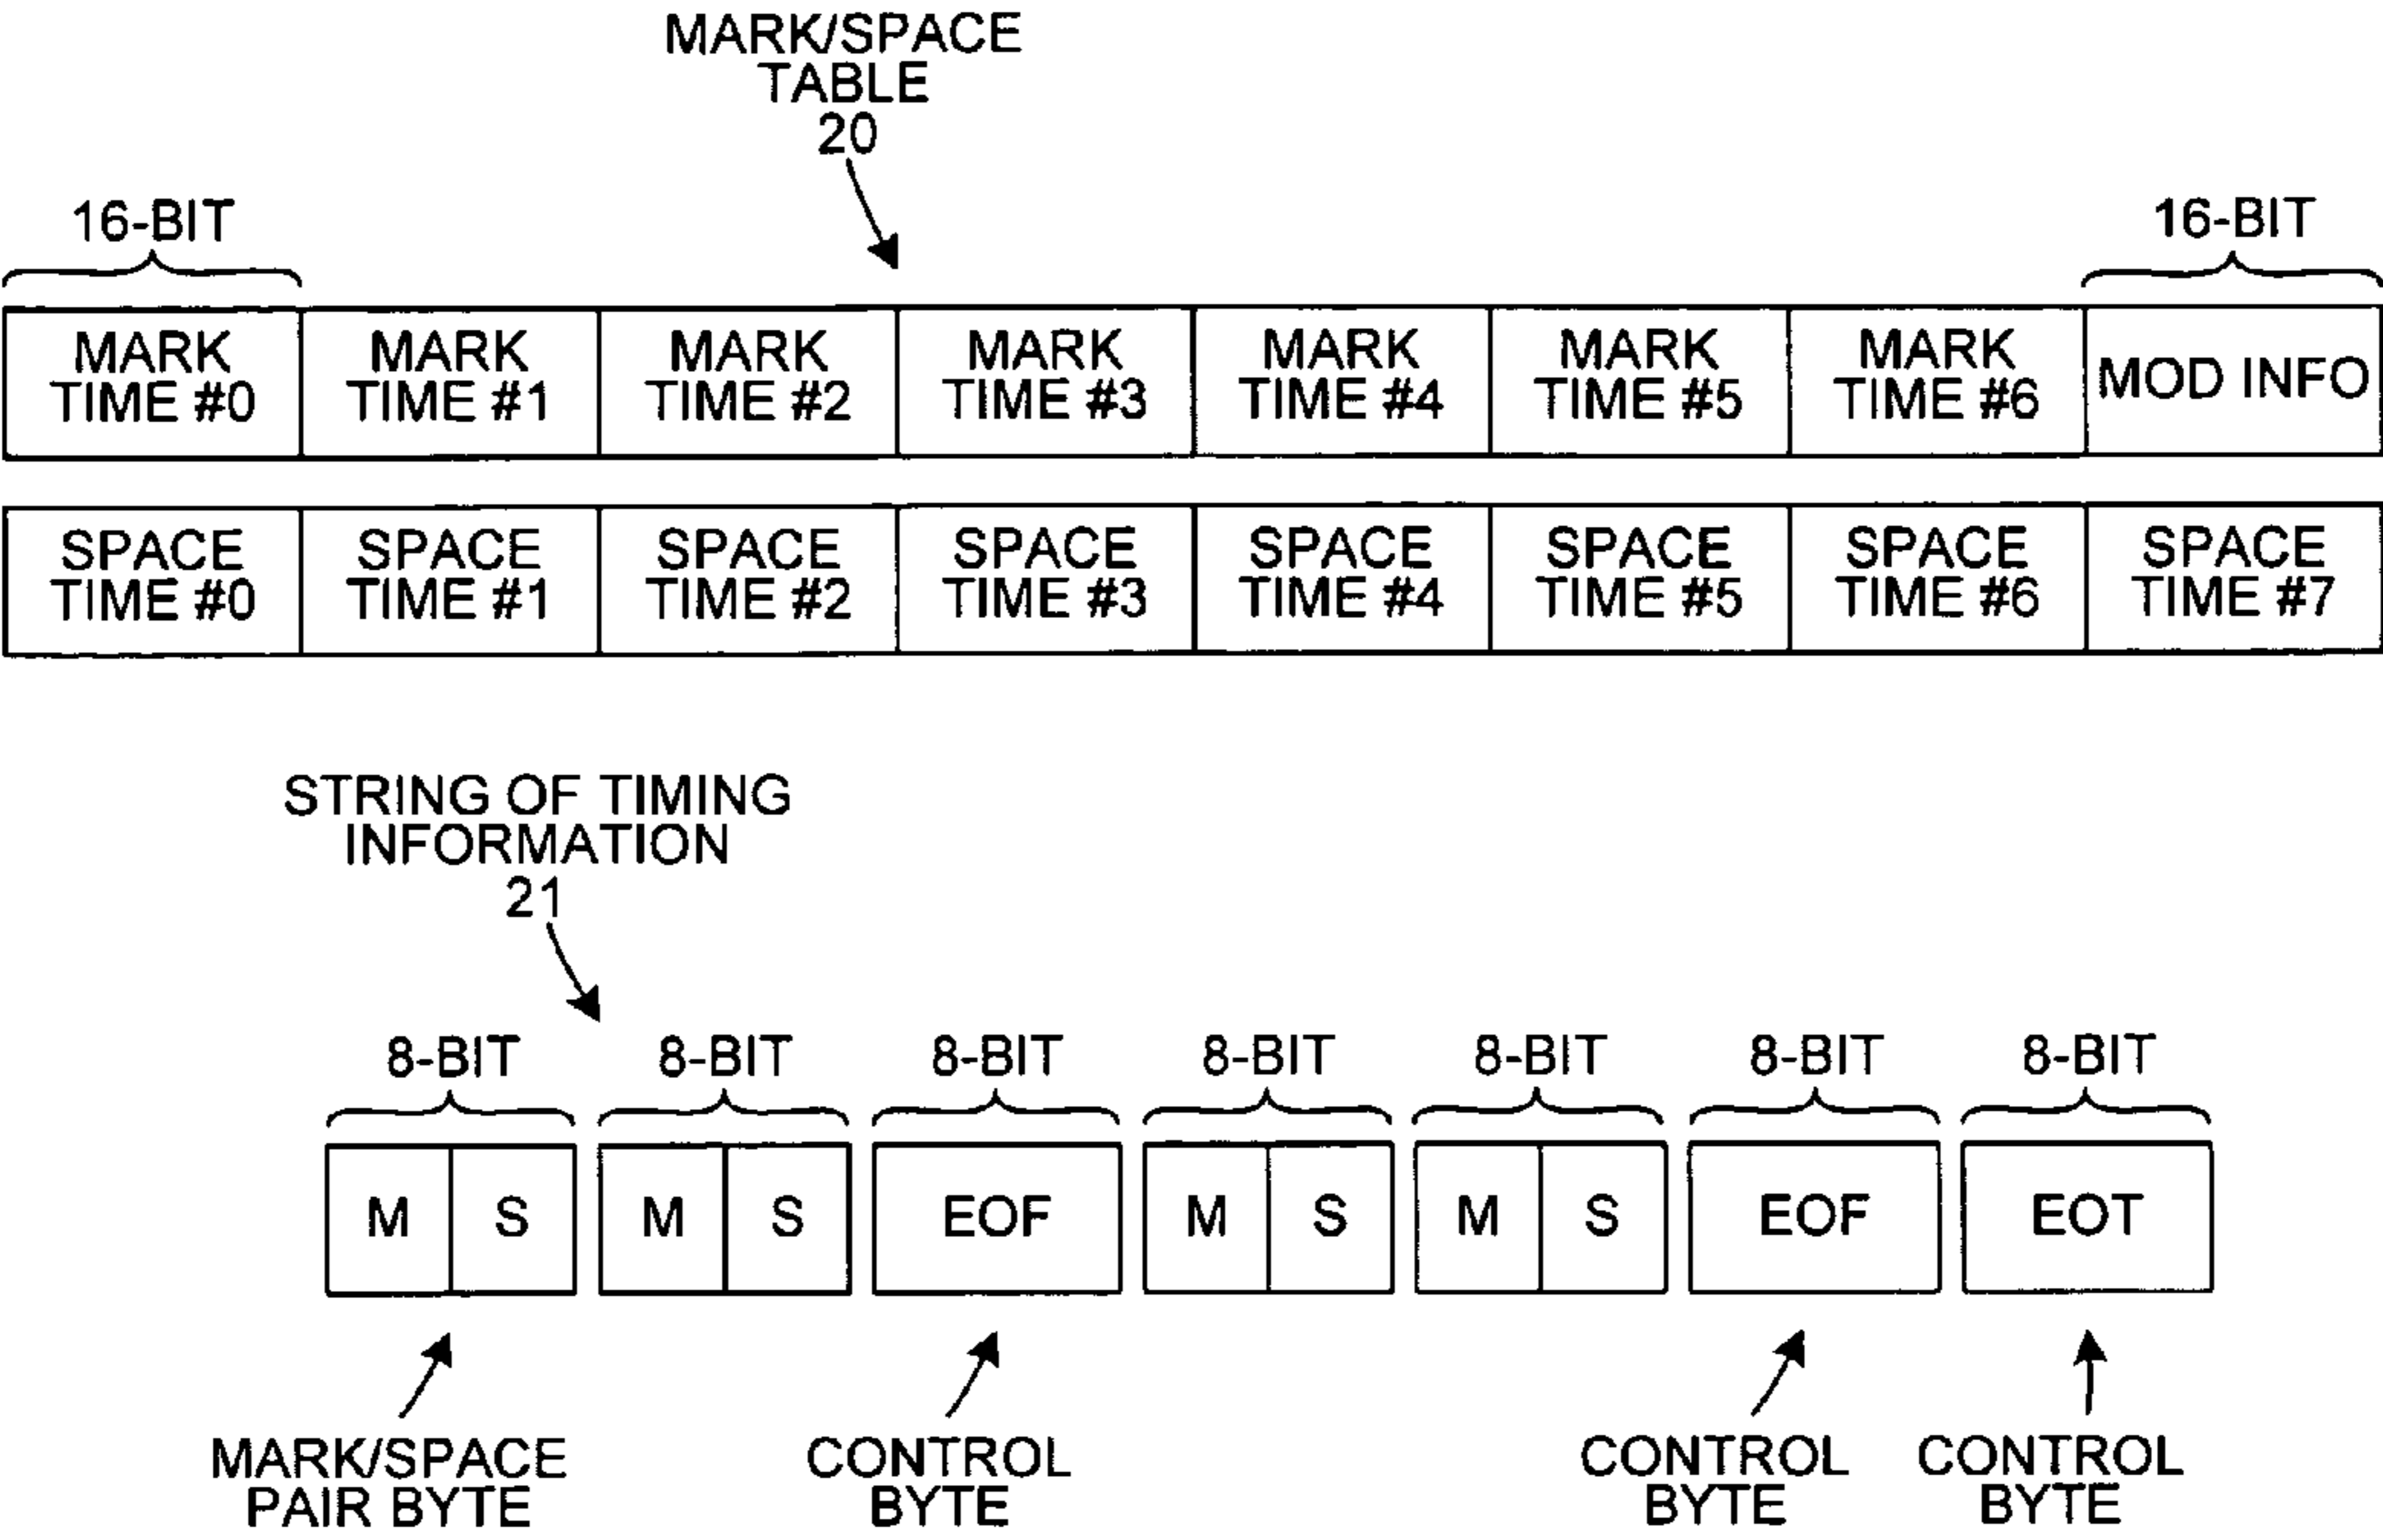 MARK/SPACE
TABLE
20
16-BIT 16-BIT
MARK MARK MARK MARK MARK MARK MARK MOD INFO
TIME #0 TIME #1 TIME #2 TIME #3 TIME #4 TIME #5 TIME #6
SPACE SPACE SPACE SPACE SPACE SPACE SPACE SPACE
TIME #0 TIME #1 TIME #2 TIME #3 TIME #4 TIME #5 TIME #6 TIME #7
STRING OF TIMING
INFORMATION
21
8-BIT 8-BIT 8-BIT 8-BIT 8-BIT 8-BIT 8-BIT
M S M S EOF M S M S EOF EOT
MARK/SPACE CONTROL CONTROL CONTROL
PAIR BYTE BYTE BYTE BYTE